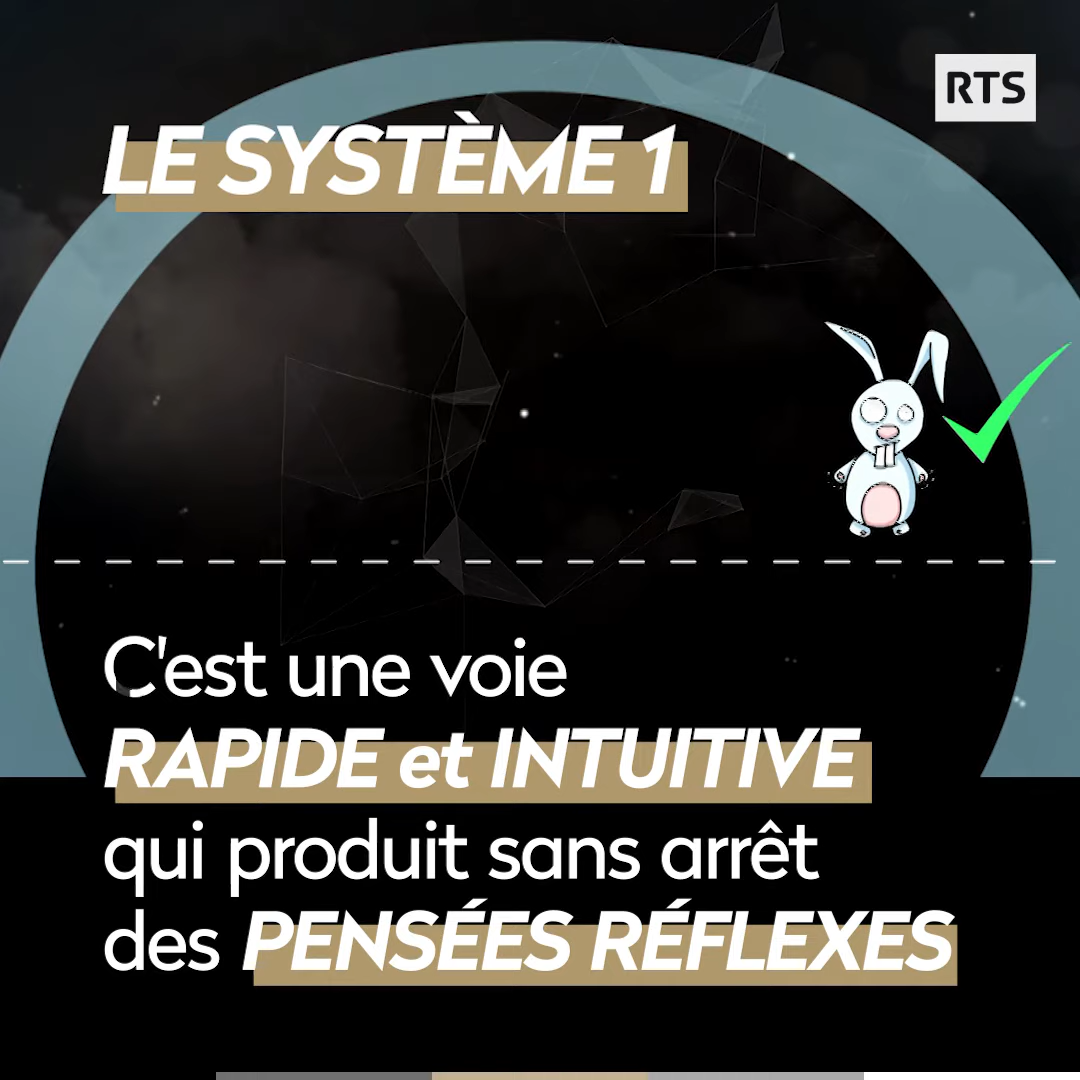 RTS
LE SYSTÈME 1
C'est une voie
RAPIDE et INTUITIVE
qui produit sans arrêt
des PENSÉES RÉFLEXES